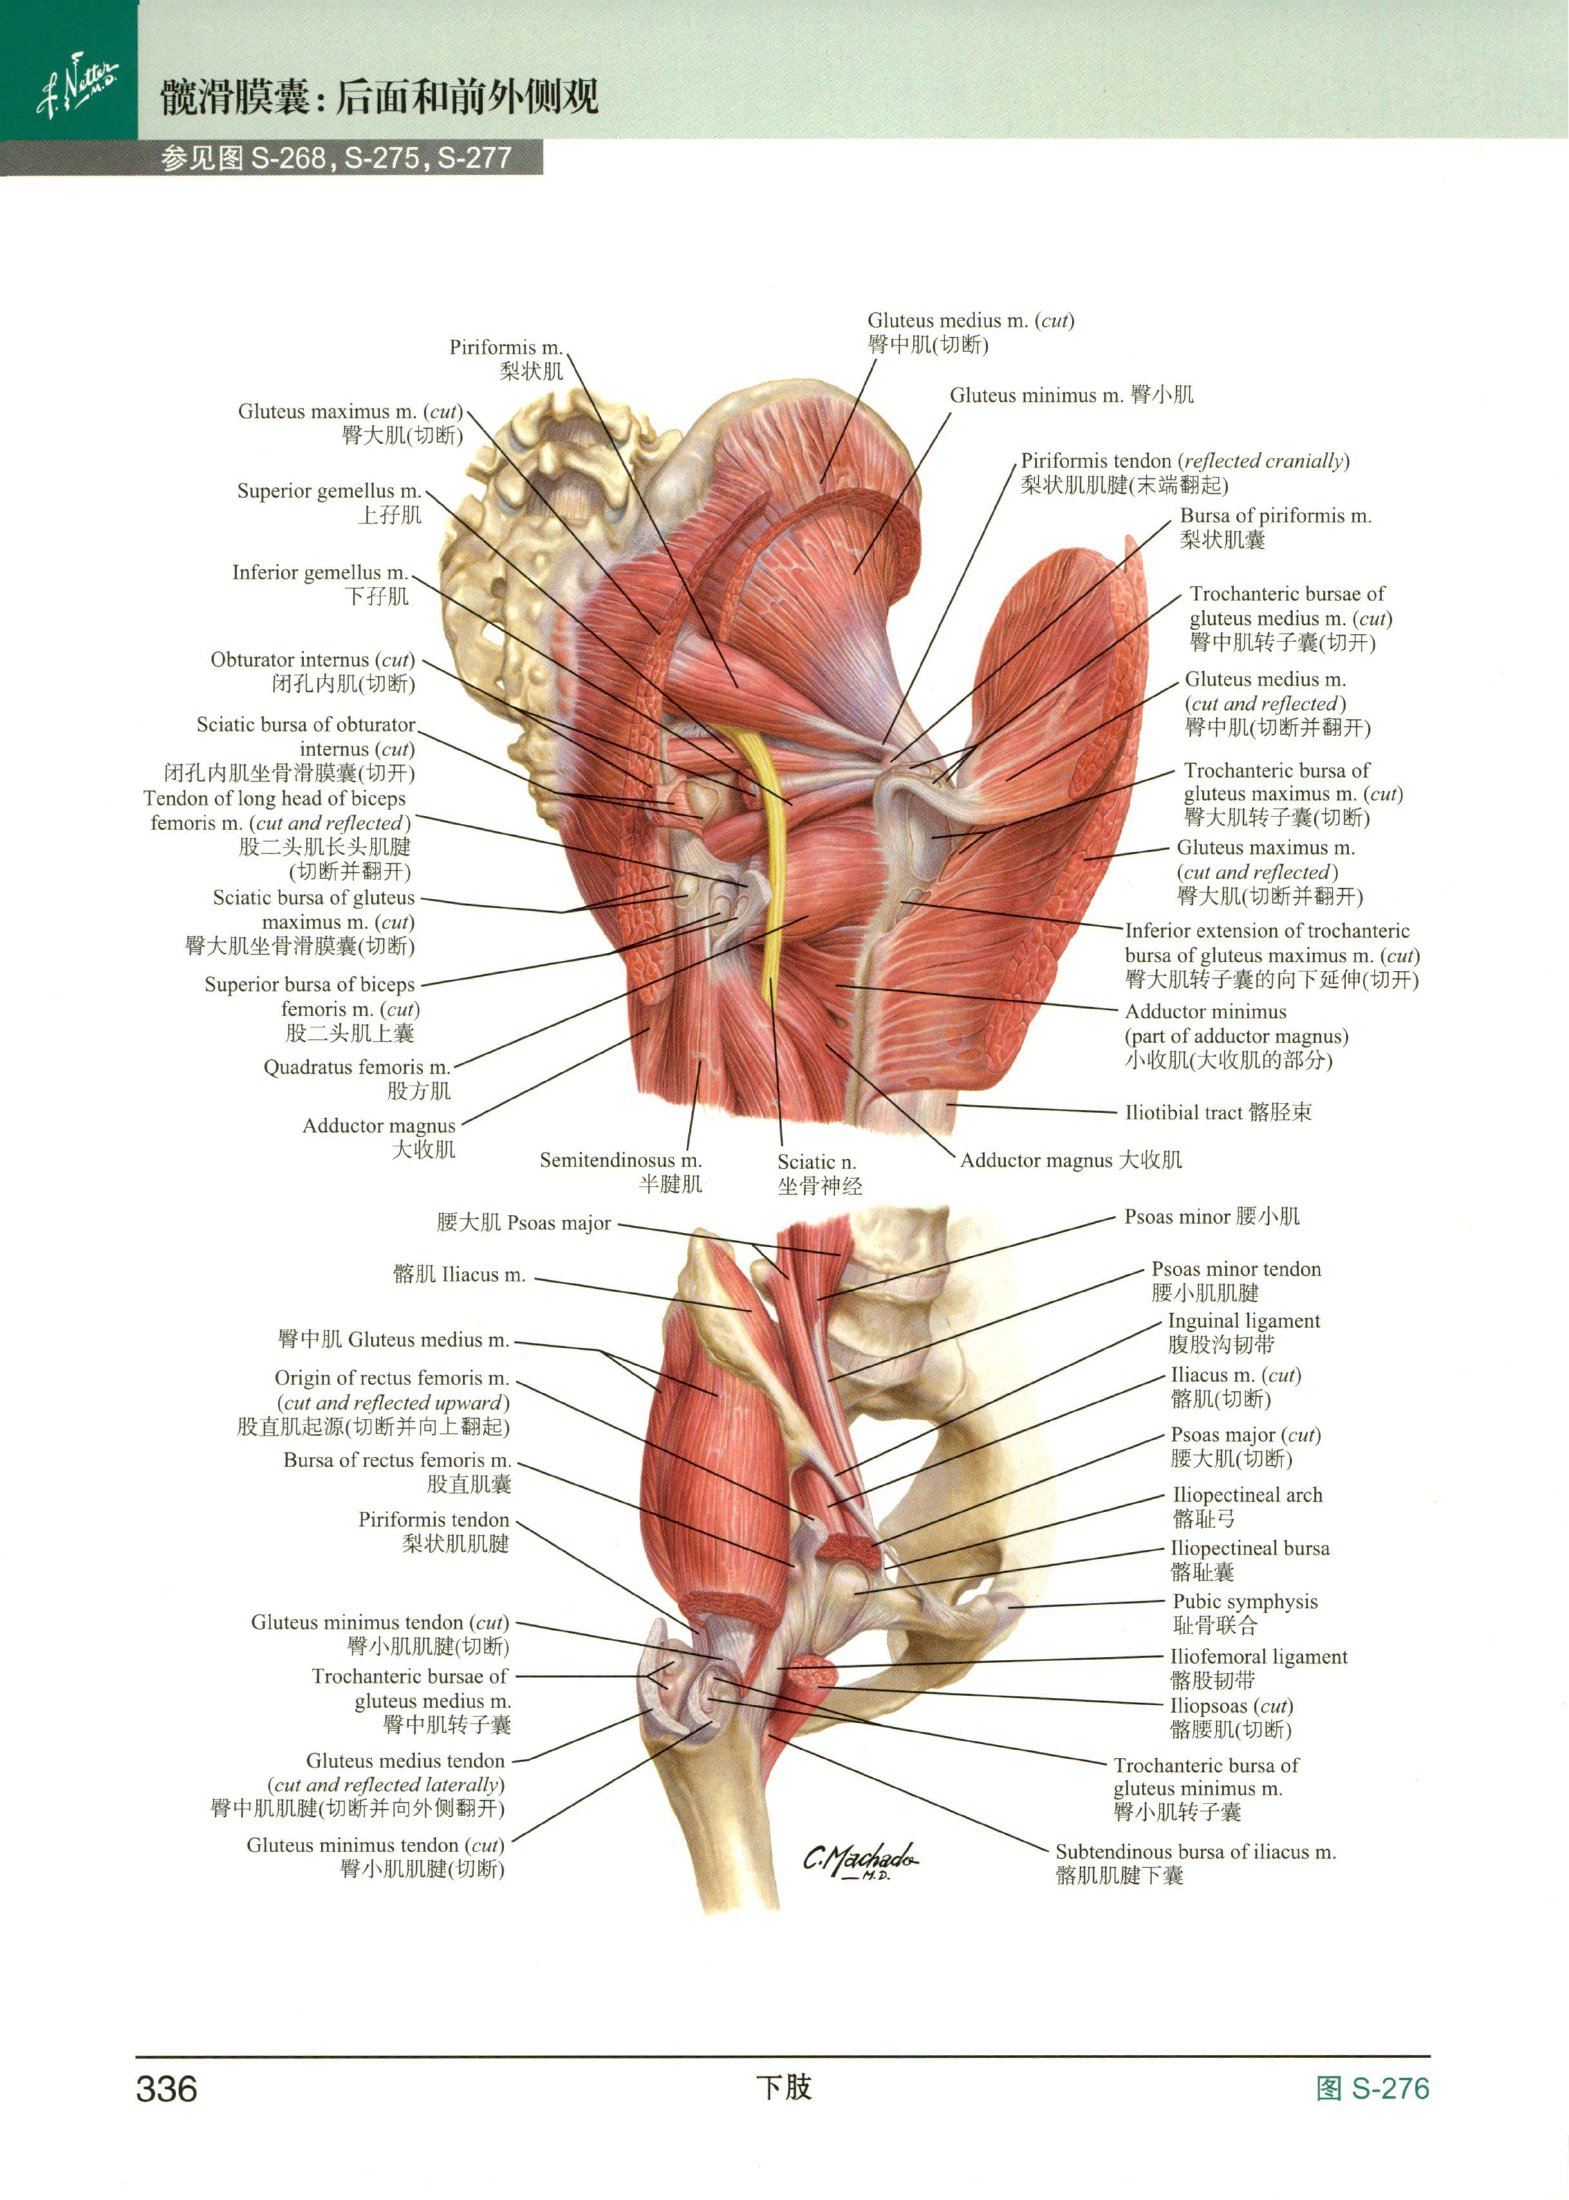 F. Netter
M.D.
髋滑膜囊：后面和前外侧观
参见图 S-268, S-275, S-277
Gluteus medius m. (cut)
臀中肌(切断)
Piriformis m.
梨状肌
Gluteus minimus m. 臀小肌
Gluteus maximus m. (cut)
臀大肌(切断)
Piriformis tendon (reflected cranially)
梨状肌肌腱(末端翻起)
Superior gemellus m.
上孖肌
Bursa of piriformis m.
梨状肌囊
Inferior gemellus m.
下孖肌
Trochanteric bursae of
gluteus medius m. (cut)
臀中肌转子囊(切开)
Obturator internus (cut)
闭孔内肌(切断)
Gluteus medius m.
(cut and reflected)
臀中肌(切断并翻开)
Sciatic bursa of obturator
internus (cut)
闭孔内肌坐骨滑膜囊(切开)
Trochanteric bursa of
gluteus maximus m. (cut)
臀大肌转子囊(切断)
Tendon of long head of biceps
femoris m. (cut and reflected)
股二头肌长头肌腱
(切断并翻开)
Gluteus maximus m.
(cut and reflected)
臀大肌(切断并翻开)
Sciatic bursa of gluteus
maximus m. (cut)
臀大肌坐骨滑膜囊(切断)
Inferior extension of trochanteric
bursa of gluteus maximus m. (cut)
臀大肌转子囊的向下延伸(切开)
Superior bursa of biceps
femoris m. (cut)
股二头肌上囊
Adductor minimus
(part of adductor magnus)
小收肌(大收肌的部分)
Quadratus femoris m.
股方肌
Iliotibial tract 髂胫束
Adductor magnus
大收肌
Semitendinosus m.
半腱肌
Sciatic n.
坐骨神经
Adductor magnus 大收肌
腰大肌 Psoas major
Psoas minor 腰小肌
髂肌 Iliacus m.
Psoas minor tendon
腰小肌肌腱
臀中肌 Gluteus medius m.
Inguinal ligament
腹股沟韧带
Origin of rectus femoris m.
(cut and reflected upward)
股直肌起源(切断并向上翻起)
Iliacus m. (cut)
髂肌(切断)
Bursa of rectus femoris m.
股直肌囊
Psoas major (cut)
腰大肌(切断)
Piriformis tendon
梨状肌肌腱
Iliopectineal arch
髂耻弓
Iliopectineal bursa
髂耻囊
Gluteus minimus tendon (cut)
臀小肌肌腱(切断)
Pubic symphysis
耻骨联合
Trochanteric bursae of
gluteus medius m.
臀中肌转子囊
Iliofemoral ligament
髂股韧带
Iliopsoas (cut)
髂腰肌(切断)
Gluteus medius tendon
(cut and reflected laterally)
臀中肌肌腱(切断并向外侧翻开)
Trochanteric bursa of
gluteus minimus m.
臀小肌转子囊
Gluteus minimus tendon (cut)
臀小肌肌腱(切断)
Subtendinous bursa of iliacus m.
髂肌肌腱下囊
C. Machado
M.D.
336
下肢
图 S-276